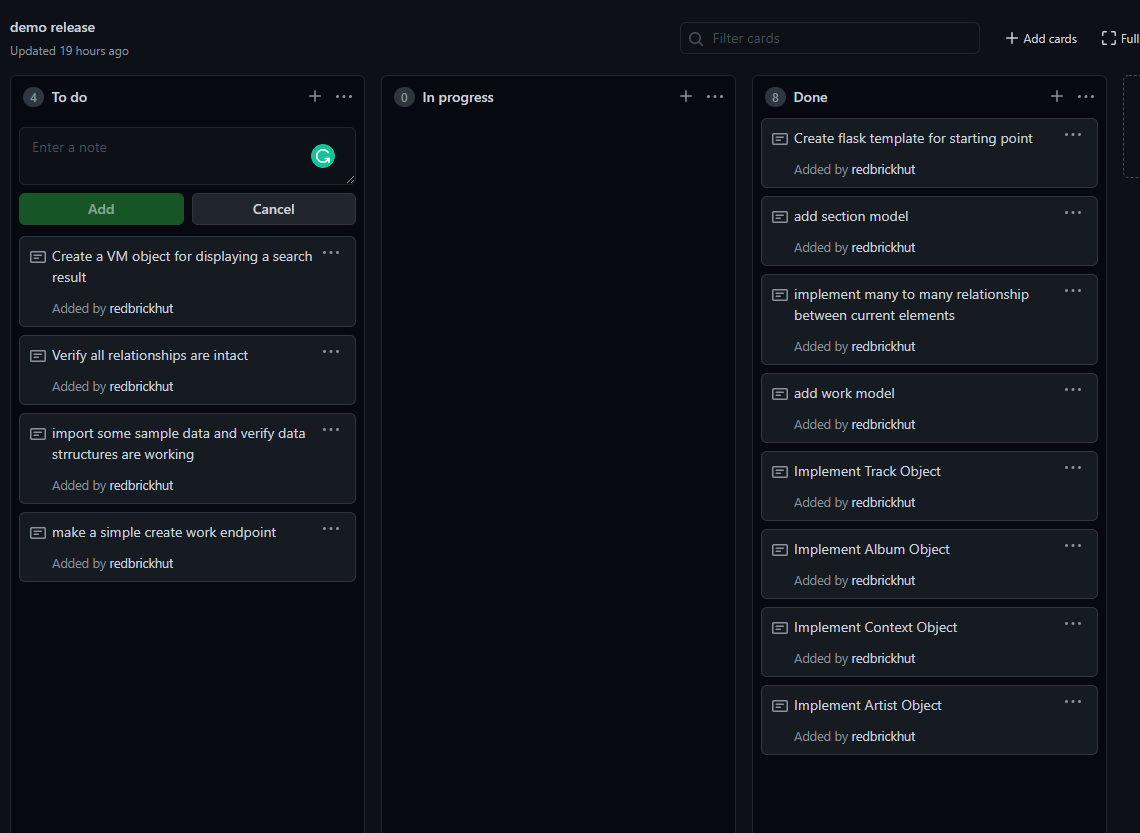 demo release
Updated 19 hours ago
Filter cards
Add cards
Full
4 To do
Enter a note
Add
Cancel
Create a VM object for displaying a search
result
Added by redbrickhut
Verify all relationships are intact
Added by redbrickhut
import some sample data and verify data
strructures are working
Added by redbrickhut
make a simple create work endpoint
Added by redbrickhut
0 In progress
8 Done
Create flask template for starting point
Added by redbrickhut
add section model
Added by redbrickhut
implement many to many relationship
between current elements
Added by redbrickhut
add work model
Added by redbrickhut
Implement Track Object
Added by redbrickhut
Implement Album Object
Added by redbrickhut
Implement Context Object
Added by redbrickhut
Implement Artist Object
Added by redbrickhut